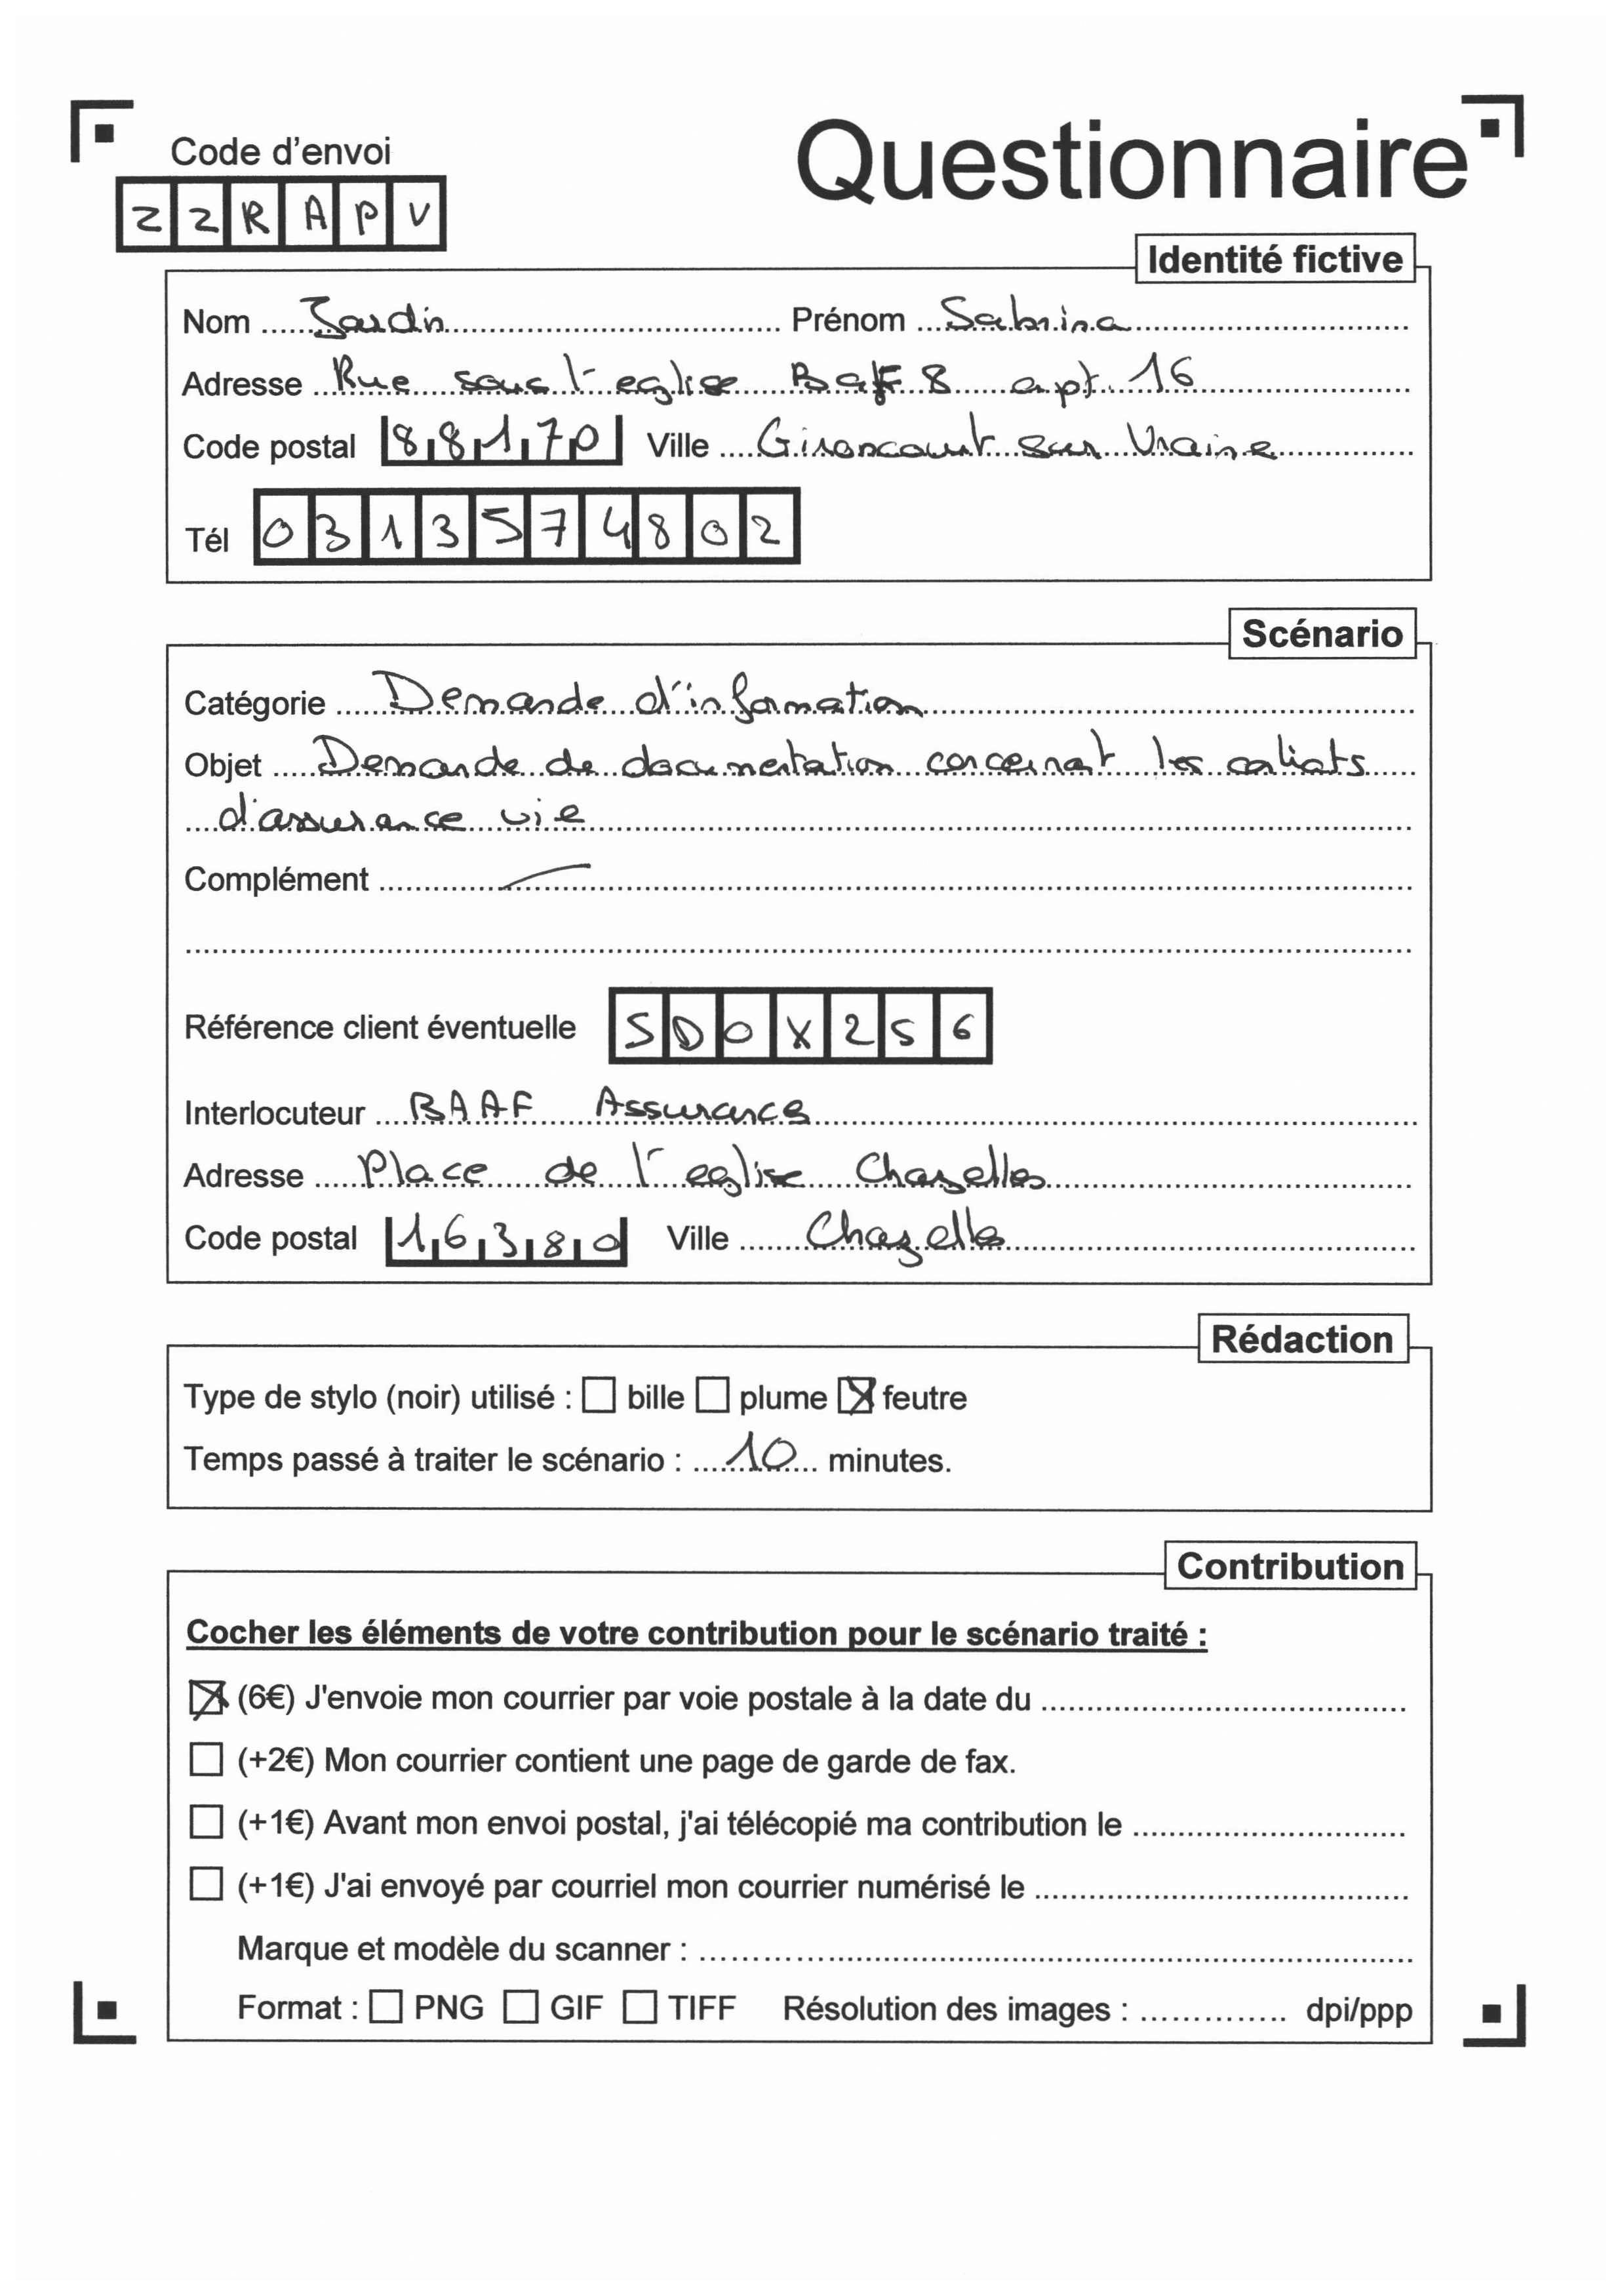 Questionnaire
Code d'envoi
ZZRAPV
Identité fictive
Nom Jardin Prénom Sabrina
Adresse Rue sous l'eglise Bat 8 apt. 16
Code postal 88170 Ville Gironcourt sur Vraine
Tél 0313574802
Scénario
Catégorie Demande d'information
Objet Demande de documentation concernat les
d'assurance vie
Complément
Référence client éventuelle SDOX256
Interlocuteur BAAF Assurance
Adresse Place de l'eglise Chazelles
Code postal 16380 Ville Chazelles
Rédaction
Type de stylo (noir) utilisé : bille plume feutre
Temps passé à traiter le scénario : 10 minutes.
Contribution
Cocher les éléments de votre contribution pour le scénario traité :
(6€) J'envoie mon courrier par voie postale à la date du
(+2€) Mon courrier contient une page de garde de fax.
(+1€) Avant mon envoi postal, j'ai télécopié ma contribution le
(+1€) J'ai envoyé par courriel mon courrier numérisé le
Marque et modèle du scanner :
Format : PNG GIF TIFF Résolution des images : dpi/ppp